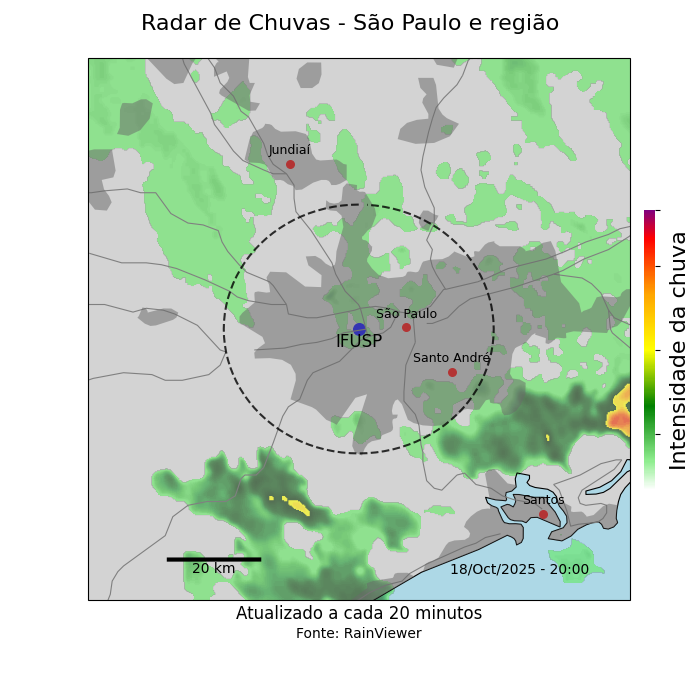 Radar de Chuvas - São Paulo e região
Jundiaí
São Paulo
IFUSP
Santo André
Santos
20 km
18/Oct/2025 - 20:00
Intensidade da chuva
Atualizado a cada 20 minutos
Fonte: RainViewer